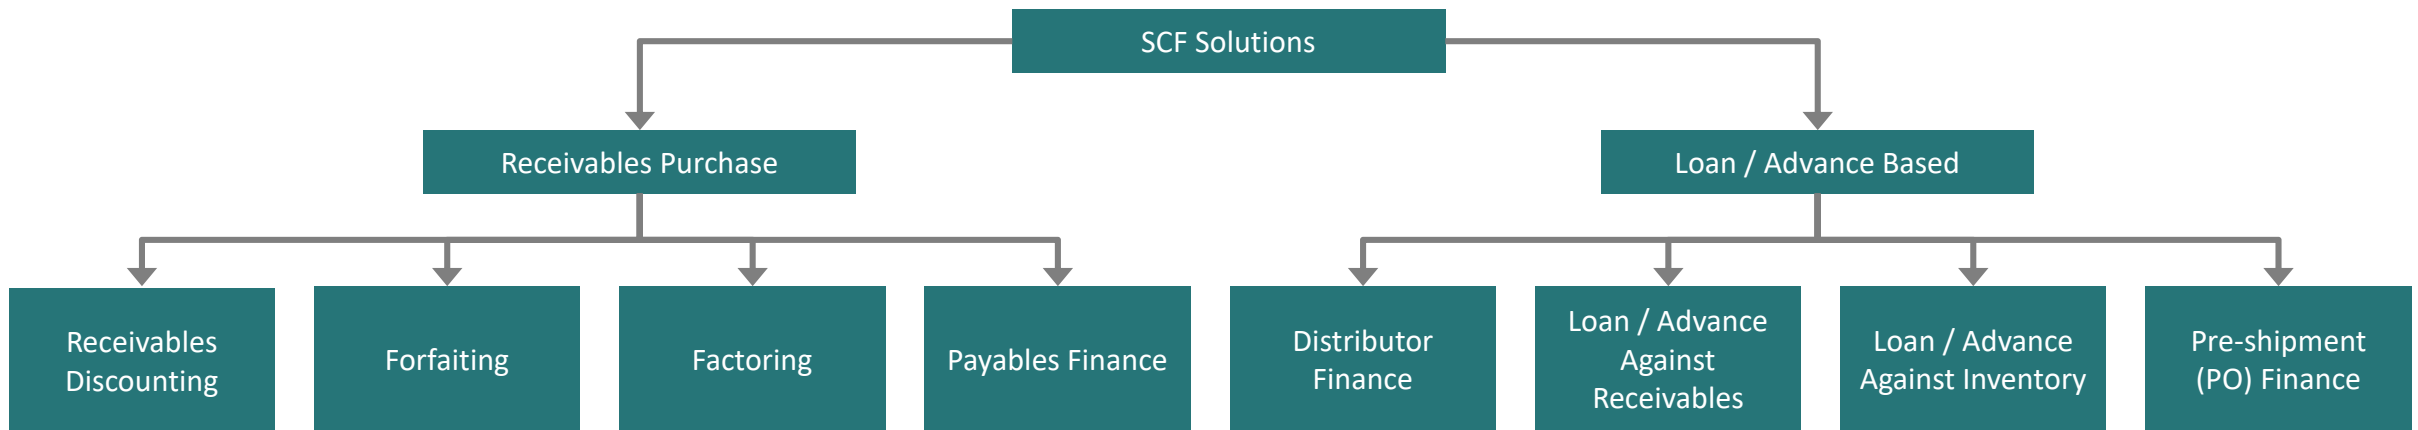 SCF Solutions
Receivables Purchase
Loan / Advance Based
Receivables
Discounting
Forfaiting
Factoring
Payables Finance
Distributor
Finance
Loan / Advance
Against
Receivables
Loan / Advance
Against Inventory
Pre-shipment
(PO) Finance